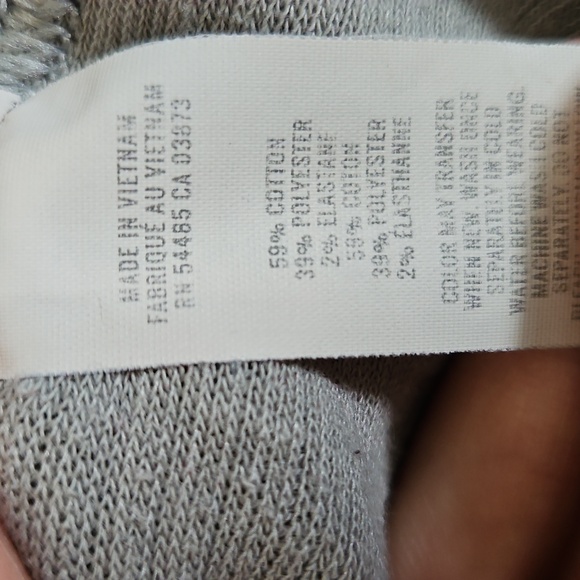 MADE IN VIETNAM
FABRIQUE AU VIETNAM
RN 54485 CA 03873
59% COTTON
39% POLYESTER
2% ELASTANE
59% COTON
39% POLYESTER
2% ÉLASTHANNE
COLOR MAY TRANSFER
WHEN NEW. WASH ONCE
SEPARATELY IN COLD
WATER BEFORE WEARING.
MACHINE WASH COLD
SEPARATELY. DO NOT